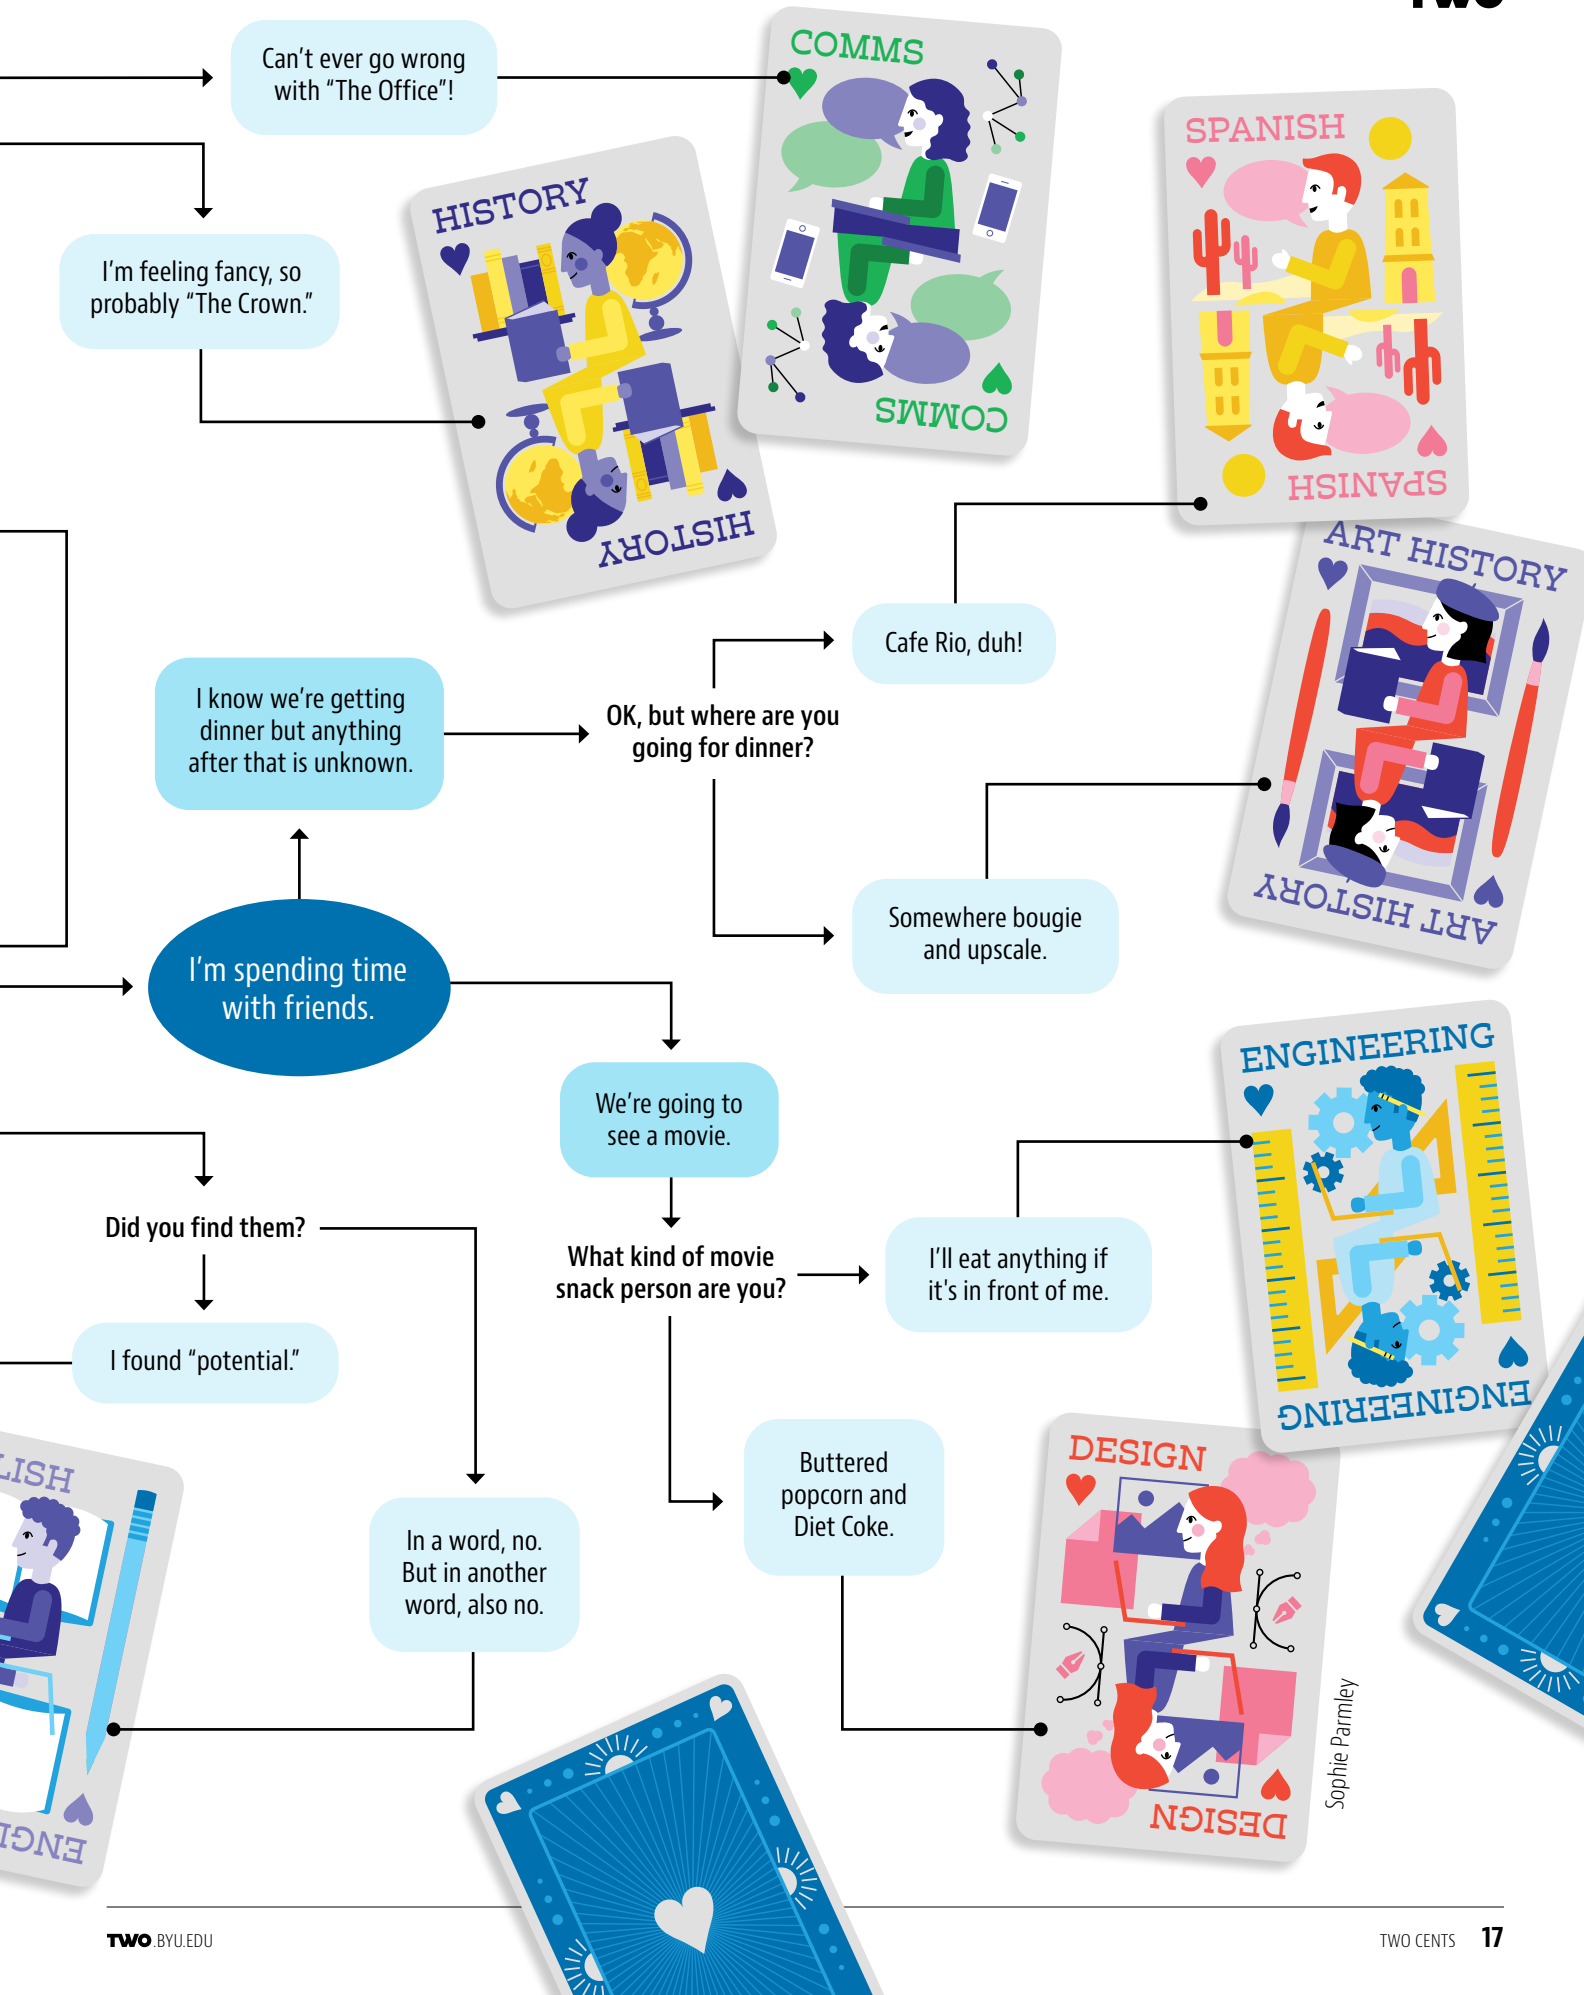 TWO
Can't ever go wrong
with “The Office”!
COMMS
COMMS
SPANISH
SPANISH
HISTORY
HISTORY
I'm feeling fancy, so
probably “The Crown.”
ART HISTORY
ART HISTORY
Cafe Rio, duh!
I know we're getting
dinner but anything
after that is unknown.
OK, but where are you
going for dinner?
Somewhere bougie
and upscale.
I'm spending time
with friends.
ENGINEERING
ENGINEERING
We're going to
see a movie.
Did you find them?
What kind of movie
snack person are you?
I'll eat anything if
it's in front of me.
I found “potential.”
LISH
ENGL
DESIGN
DESIGN
Buttered
popcorn and
Diet Coke.
In a word, no.
But in another
word, also no.
Sophie Parmley
TWO.BYU.EDU
TWO CENTS 17